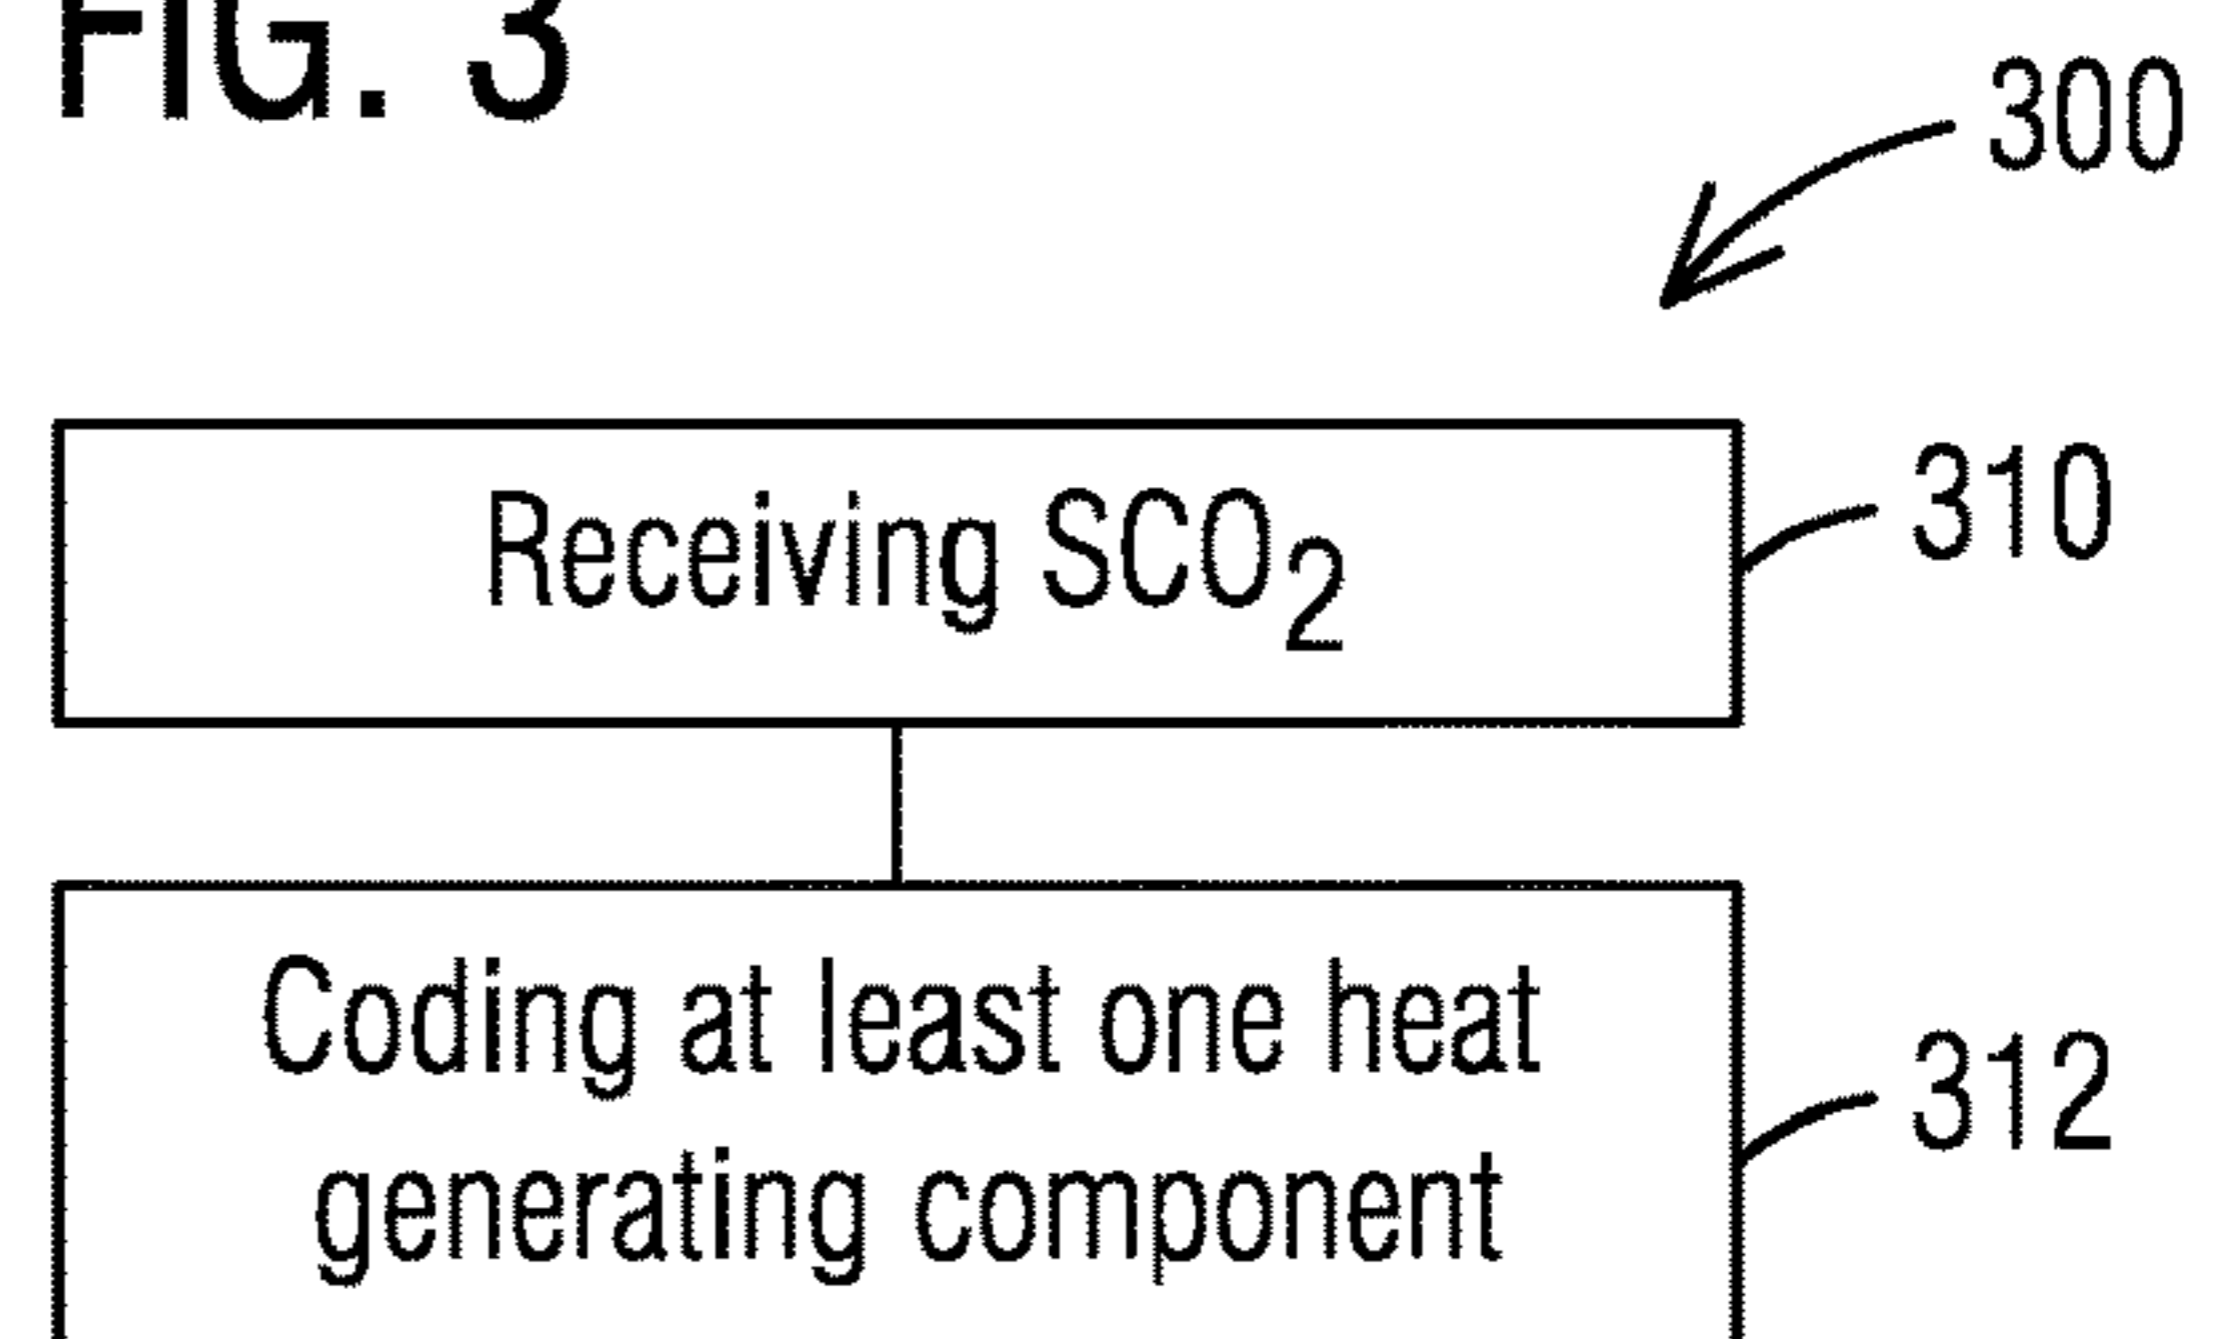 FIG. 3
300
Receiving SCO₂
310
Coding at least one heat
generating component
312